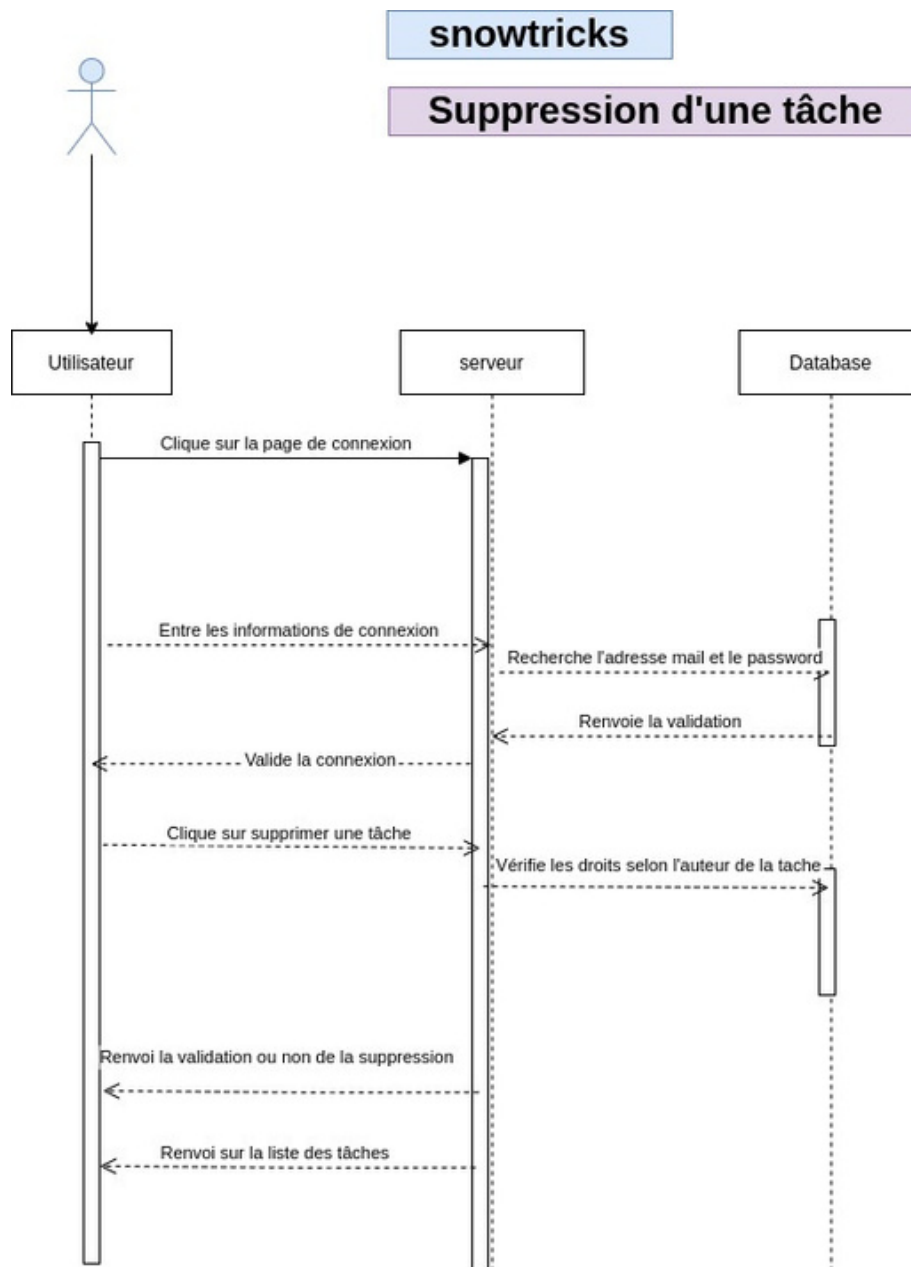 snowtricks
Suppression d'une tâche
Utilisateur
serveur
Database
Clique sur la page de connexion
Entre les informations de connexion
Recherche l'adresse mail et le password
Renvoie la validation
Valide la connexion
Clique sur supprimer une tâche
Vérifie les droits selon l'auteur de la tache
Renvoi la validation ou non de la suppression
Renvoi sur la liste des tâches